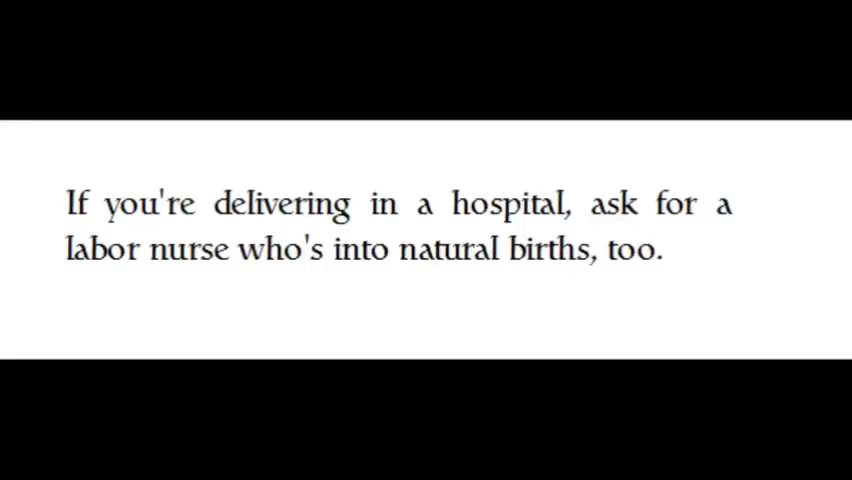 If you're delivering in a hospital, ask for a
labor nurse who's into natural births, too.